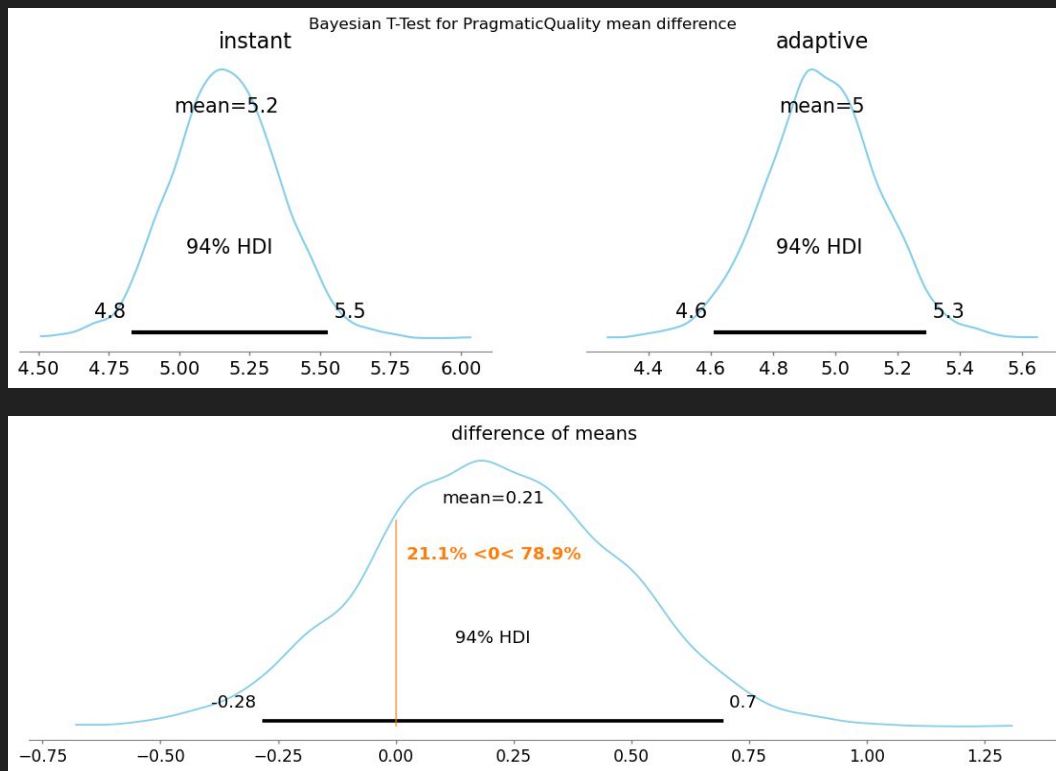 Bayesian T-Test for PragmaticQuality mean difference
instant
mean=5.2
94% HDI
4.8
5.5
4.50 4.75 5.00 5.25 5.50 5.75 6.00
adaptive
mean=5
94% HDI
4.6
5.3
4.4 4.6 4.8 5.0 5.2 5.4 5.6
difference of means
mean=0.21
21.1% <0< 78.9%
94% HDI
-0.28
0.7
−0.75 −0.50 −0.25 0.00 0.25 0.50 0.75 1.00 1.25